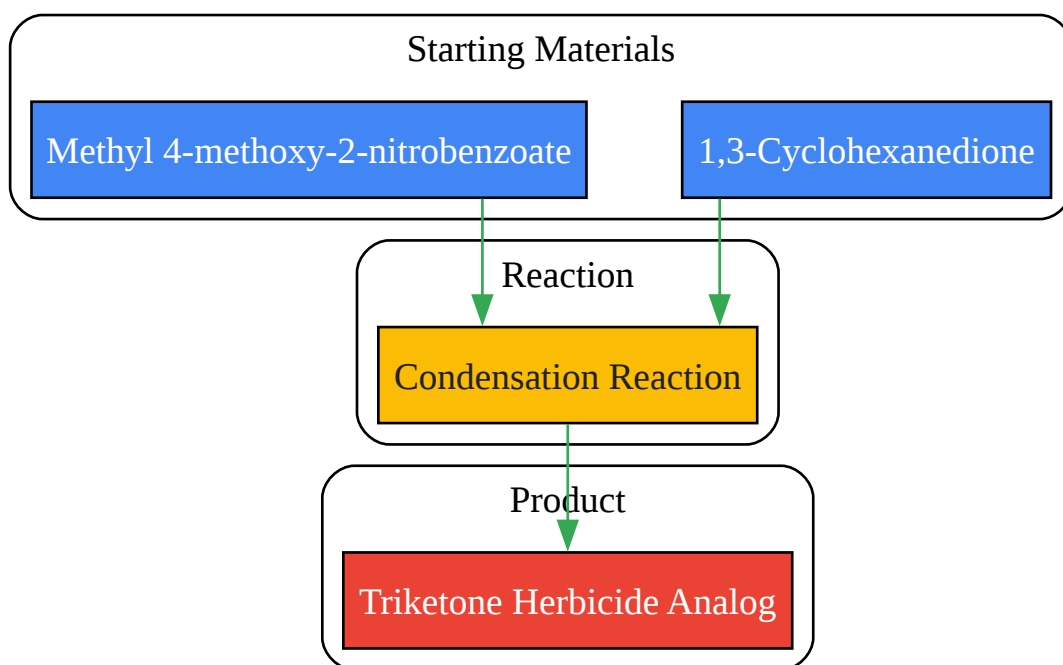 Starting Materials
Methyl 4-methoxy-2-nitrobenzoate
1,3-Cyclohexanedione
Reaction
Condensation Reaction
Product
Triketone Herbicide Analog